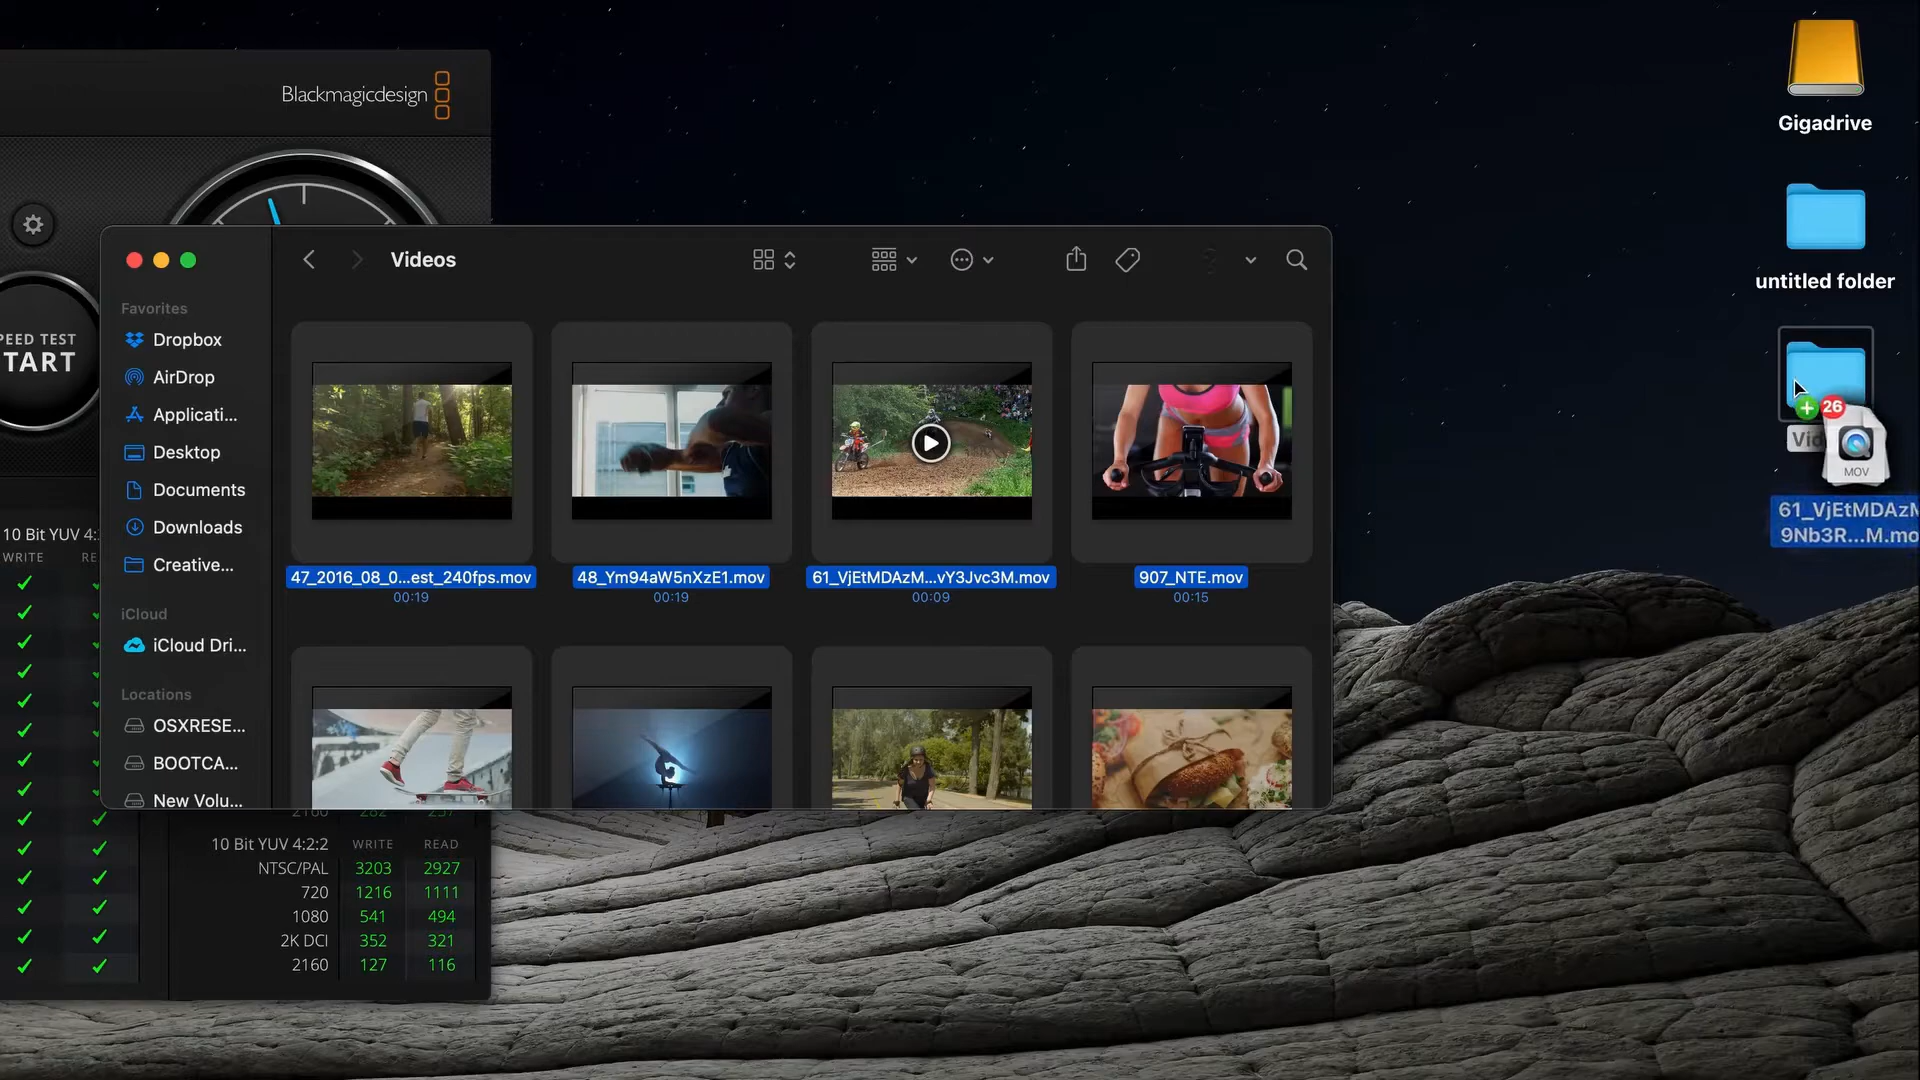 Blackmagicdesign
PEED TEST
TART
10 Bit YUV 4:
WRITE RE
Videos
Favorites
Dropbox
AirDrop
Applicati...
Desktop
Documents
Downloads
Creative...
iCloud
iCloud Dri...
Locations
OSXRESE...
BOOTCA...
New Volu...
47_2016_08_0...est_240fps.mov
00:19
48_Ym94aW5nXzE1.mov
00:19
61_VjEtMDAzM...vY3Jvc3M.mov
00:09
907_NTE.mov
00:15
10 Bit YUV 4:2:2 WRITE READ
NTSC/PAL 3203 2927
720 1216 1111
1080 541 494
2K DCI 352 321
2160 127 116
Gigadrive
untitled folder
26
Vid
MOV
61_VjEtMDAzM
9Nb3R...M.mo